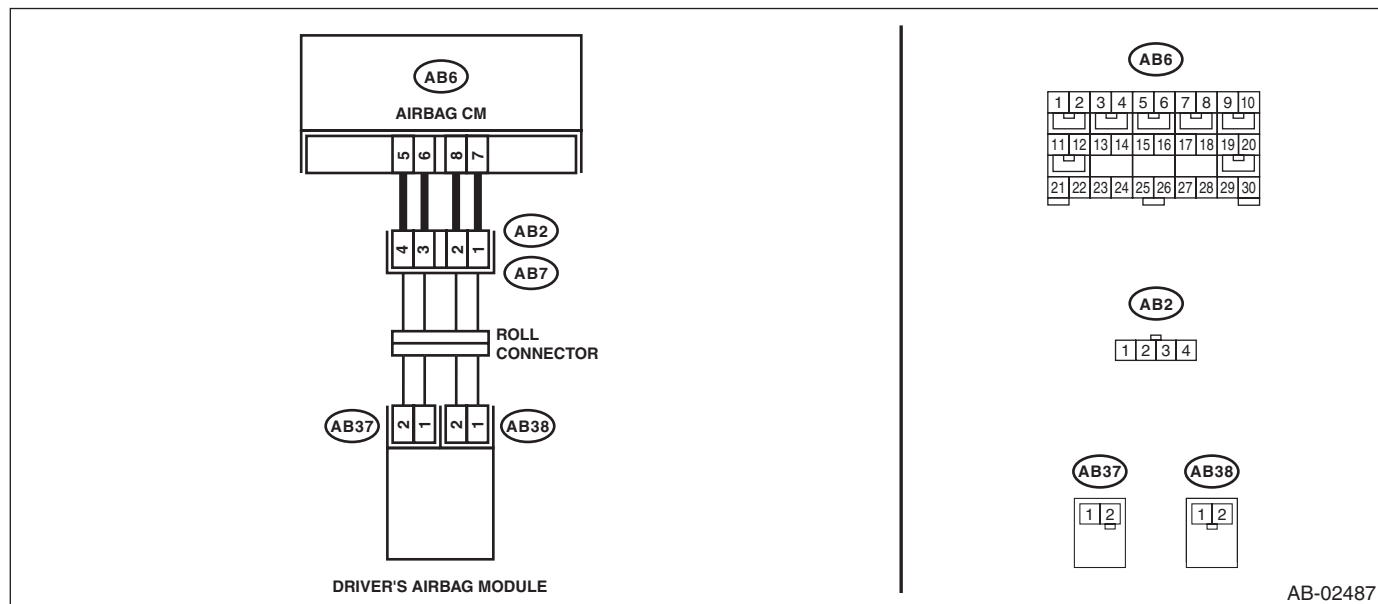 AB6
AIRBAG CM
5 6 8 7
AB2
4 3 2 1
AB7
ROLL
CONNECTOR
AB37
2 1 2 1
AB38
DRIVER'S AIRBAG MODULE
AB6
1 2 3 4 5 6 7 8 9 10
11 12 13 14 15 16 17 18 19 20
21 22 23 24 25 26 27 28 29 30
AB2
1 2 3 4
AB37
1 2
AB38
1 2
AB-02487